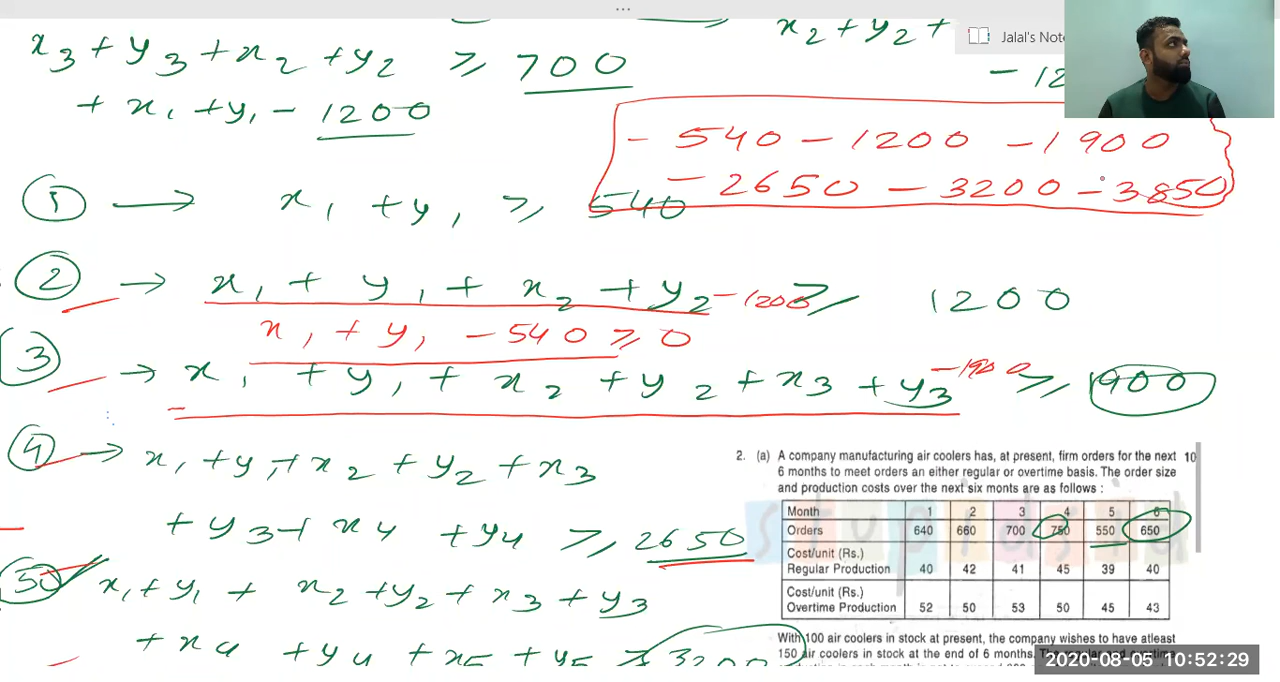 x3 + y3 + x2 + y2 ≥ 700
+ x1 + y1 - 1200
x2 + y2 +
- 12
Jalal's Note
- 540 - 1200 - 1900
- 2650 - 3200 - 3850
① → x1 + y1 ≥ 540
② → x1 + y1 + x2 + y2 - 1200 ≥ 1200
x1 + y1 - 540 ≥ 0
③ → x1 + y1 + x2 + y2 + x3 + y3 - 1900 ≥ 1900
④ → x1 + y1 + x2 + y2 + x3
+ y3 + x4 + y4 ≥ 2650
x1 + y1 + x2 + y2 + x3 + y3
+ x4 + y4 + x5 + y5 ≥ 3200
2. (a) A company manufacturing air coolers has, at present, firm orders for the next 10
6 months to meet orders an either regular or overtime basis. The order size
and production costs over the next six monts are as follows :
Month 1 2 3 4 5 6
Orders 640 660 700 750 550 650
Cost/unit (Rs.)
Regular Production 40 42 41 45 39 40
Cost/unit (Rs.)
Overtime Production 52 50 53 50 45 43
With 100 air coolers in stock at present, the company wishes to have atleast
150 air coolers in stock at the end of 6 months.
2020-08-05 10:52:29